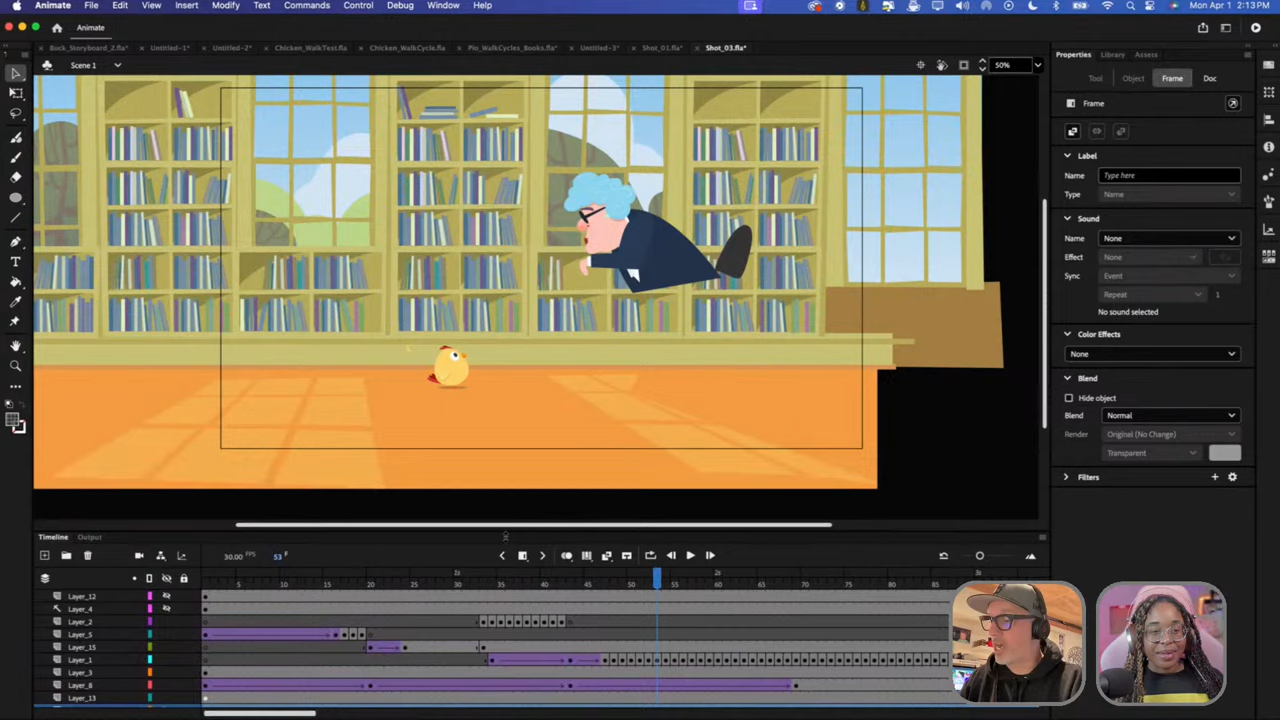 Animate File Edit View Insert Modify Text Commands Control Debug Window Help Mon Apr 1 2:13 PM
Animate
Buck_Storyboard_2.fla* Untitled-1* Untitled-2* Chicken_WalkTest.fla Chicken_WalkCycle.fla Pio_WalkCycles_Books.fla* Untitled-3* Shot_01.fla* Shot_03.fla*
Scene 1 50%
Properties Library Assets
Tool Object Frame Doc
Frame
Label
Name Type here
Type Name
Sound
Name None
Effect None
Sync Event
Repeat 1
No sound selected
Color Effects
None
Blend
Hide object
Blend Normal
Render Original (No Change)
Transparent
Filters
Timeline Output
30.00 FPS 53 F
1s 2s 3s
5 10 15 20 25 30 35 40 45 50 55 60 65 70 75 80 85
Layer_12
Layer_4
Layer_2
Layer_5
Layer_15
Layer_1
Layer_3
Layer_8
Layer_13